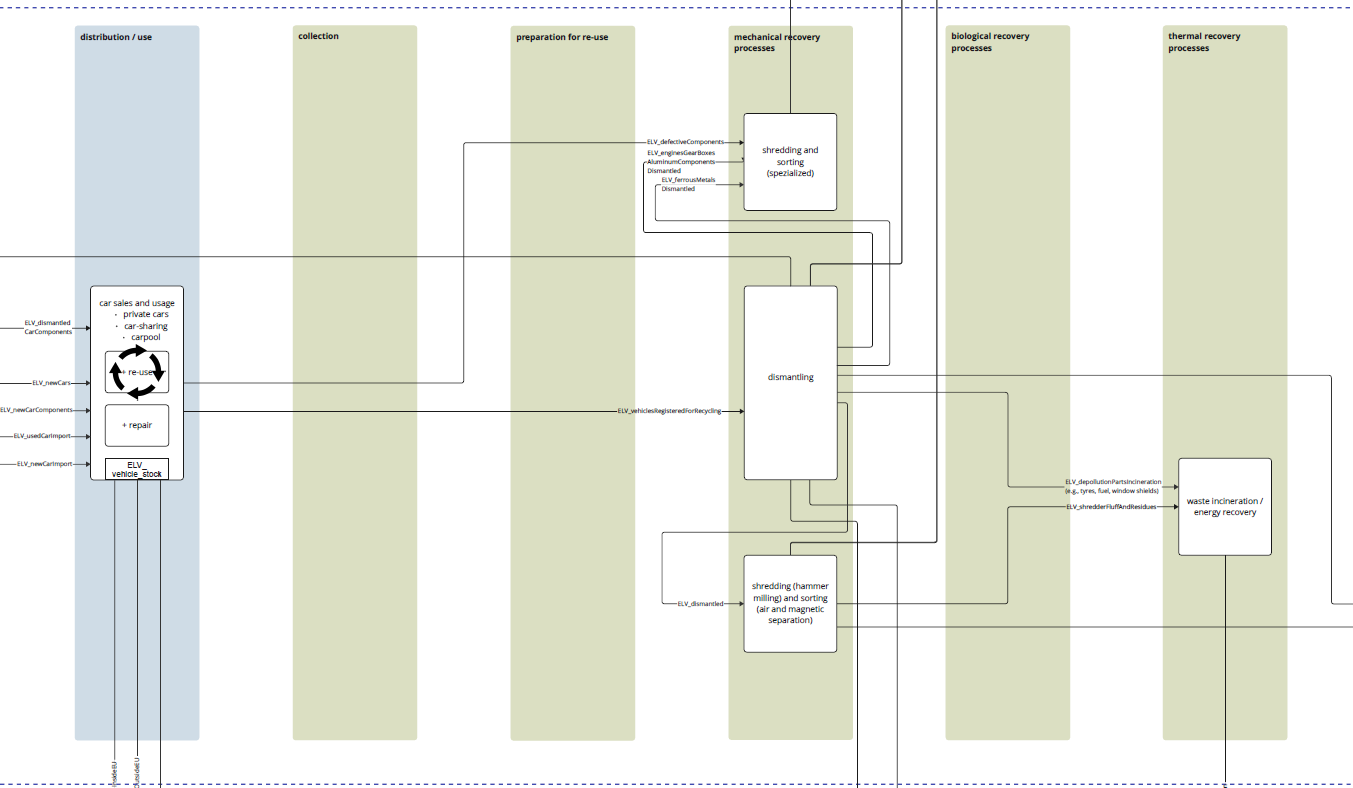 distribution / use
collection
preparation for re-use
mechanical recovery
processes
biological recovery
processes
thermal recovery
processes
ELV_defectiveComponents
ELV_enginesGearBoxes
AluminumComponents
Dismantled
ELV_ferrousMetals
Dismantled
shredding and
sorting
(spezialized)
car sales and usage
· private cars
· car-sharing
· carpool
+ re-use
+ repair
ELV_
vehicle_stock
ELV_dismantled
CarComponents
ELV_newCars
ELV_newCarComponents
ELV_usedCarImport
ELV_newCarImport
ELV_vehiclesRegisteredForRecycling
dismantling
ELV_depollutionPartsIncineration
(e.g., tyres, fuel, window shields)
ELV_shredderFluffAndResidues
waste incineration /
energy recovery
ELV_dismantled
shredding (hammer
milling) and sorting
(air and magnetic
separation)